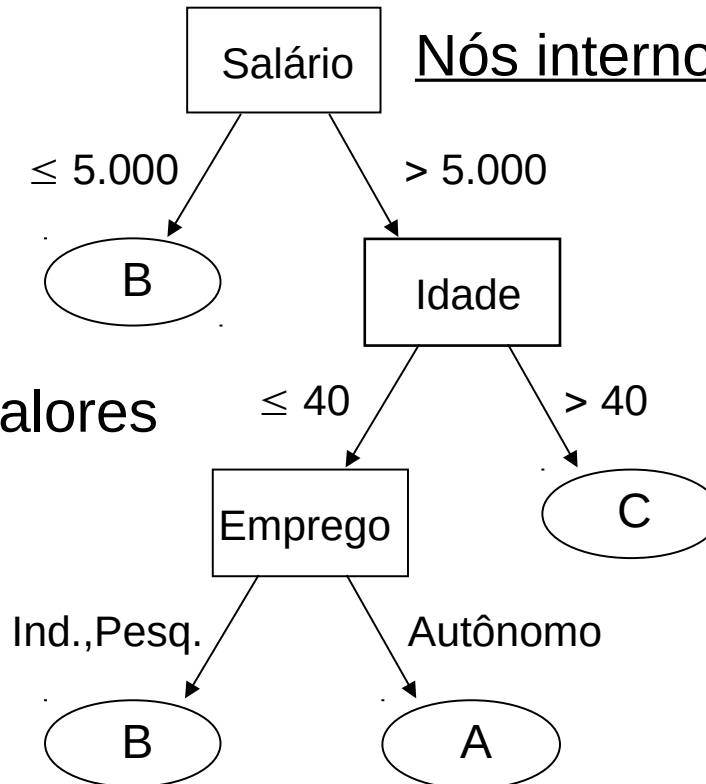 Salário
Nós interno
≤ 5.000
> 5.000
B
Idade
alores
≤ 40
> 40
Emprego
C
Ind.,Pesq.
Autônomo
B
A